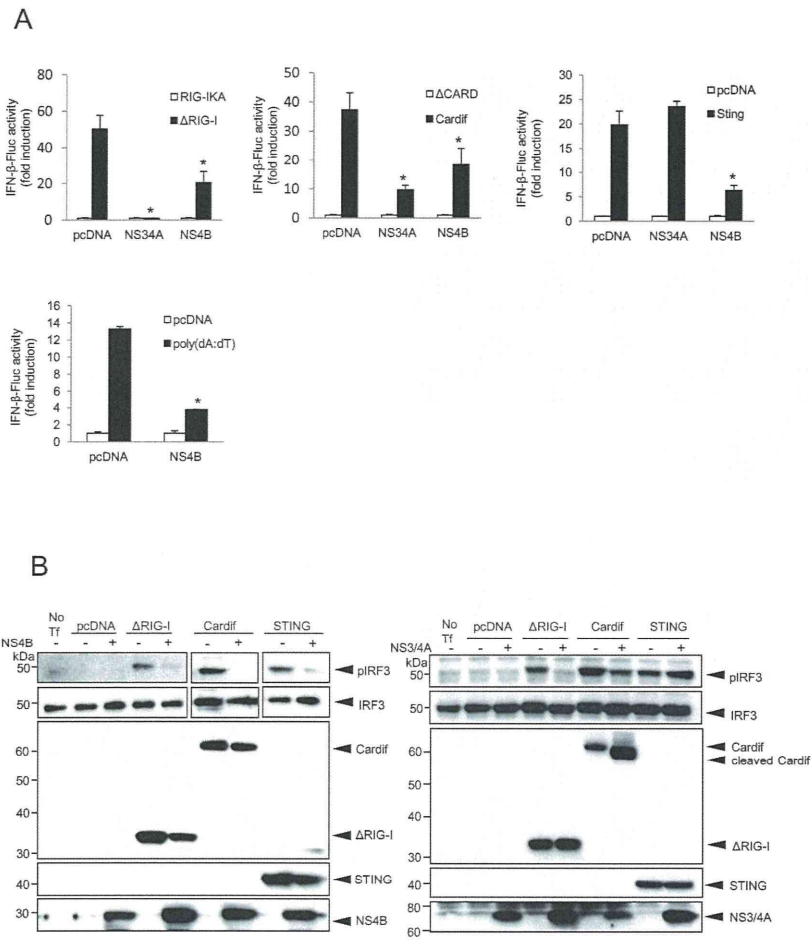 A
IFN-β-Fluc activity
(fold induction)
80
60
40
20
0
RIG-IKA
ΔRIG-I
*
*
pcDNA NS34A NS4B
IFN-β-Fluc activity
(fold induction)
50
40
30
20
10
0
ΔCARD
Cardif
*
*
pcDNA NS34A NS4B
IFN-β-Fluc activity
(fold induction)
30
25
20
15
10
5
0
pcDNA
Sting
*
pcDNA NS34A NS4B
IFN-β-Fluc activity
(fold induction)
16
14
12
10
8
6
4
2
0
pcDNA
poly(dA:dT)
*
pcDNA NS4B
B
No
Tf pcDNA ΔRIG-I Cardif STING
NS4B - - + - + - + - +
kDa
50 pIRF3
50 IRF3
60 Cardif
50
40
ΔRIG-I
30
40 STING
30 NS4B
No
Tf pcDNA ΔRIG-I Cardif STING
NS3/4A
- - + - + - + - +
kDa
50 pIRF3
50 IRF3
60 Cardif
cleaved Cardif
50
40
30 ΔRIG-I
40 STING
80 NS3/4A
60